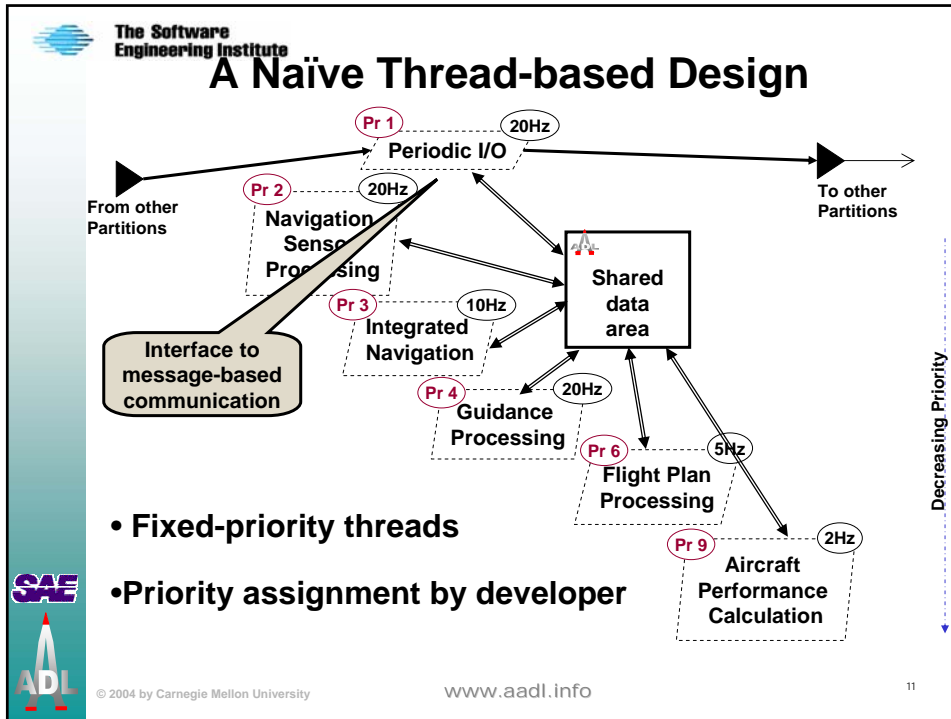 The Software
Engineering Institute
A Naïve Thread-based Design
Pr 1
20Hz
Periodic I/O
From other
Partitions
To other
Partitions
Pr 2
20Hz
Navigation
Senso
Processing
Shared
data
area
Pr 3
10Hz
Integrated
Navigation
Interface to
message-based
communication
Pr 4
20Hz
Guidance
Processing
Pr 6
5Hz
Flight Plan
Processing
Pr 9
2Hz
Aircraft
Performance
Calculation
Decreasing Priority
• Fixed-priority threads
•Priority assignment by developer
SAE
ADL
© 2004 by Carnegie Mellon University
www.aadl.info
11